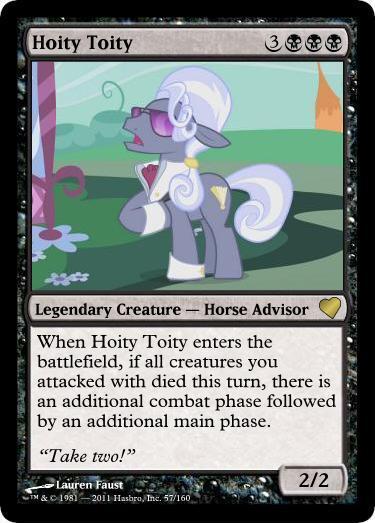 Hoity Toity 3
Legendary Creature — Horse Advisor
When Hoity Toity enters the
battlefield, if all creatures you
attacked with died this turn, there is
an additional combat phase followed
by an additional main phase.
“Take two!”
Lauren Faust
™ & © 1981 — 2011 Hasbro, Inc. 57/160
2/2